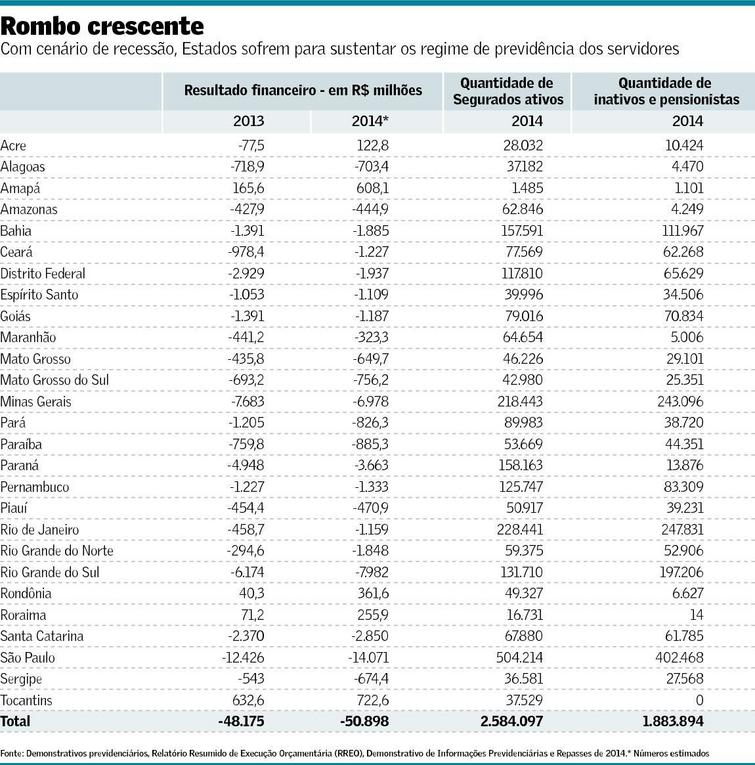 Rombo crescente
Com cenário de recessão, Estados sofrem para sustentar os regime de previdência dos servidores
Resultado financeiro - em R$ milhões Quantidade de Segurados ativos Quantidade de inativos e pensionistas
2013 2014* 2014 2014
Acre -77,5 122,8 28.032 10.424
Alagoas -718,9 -703,4 37.182 4.470
Amapá 165,6 608,1 1.485 1.101
Amazonas -427,9 -444,9 62.846 4.249
Bahia -1.391 -1.885 157.591 111.967
Ceará -978,4 -1.227 77.569 62.268
Distrito Federal -2.929 -1.937 117.810 65.629
Espírito Santo -1.053 -1.109 39.996 34.506
Goiás -1.391 -1.187 79.016 70.834
Maranhão -441,2 -323,3 64.654 5.006
Mato Grosso -435,8 -649,7 46.226 29.101
Mato Grosso do Sul -693,2 -756,2 42.980 25.351
Minas Gerais -7.683 -6.978 218.443 243.096
Pará -1.205 -826,3 89.983 38.720
Paraíba -759,8 -885,3 53.669 44.351
Paraná -4.948 -3.663 158.163 13.876
Pernambuco -1.227 -1.333 125.747 83.309
Piauí -454,4 -470,9 50.917 39.231
Rio de Janeiro -458,7 -1.159 228.441 247.831
Rio Grande do Norte -294,6 -1.848 59.375 52.906
Rio Grande do Sul -6.174 -7.982 131.710 197.206
Rondônia 40,3 361,6 49.327 6.627
Roraima 71,2 255,9 16.731 14
Santa Catarina -2.370 -2.850 67.880 61.785
São Paulo -12.426 -14.071 504.214 402.468
Sergipe -543 -674,4 36.581 27.568
Tocantins 632,6 722,6 37.529 0
Total -48.175 -50.898 2.584.097 1.883.894
Fonte: Demonstrativos previdenciários, Relatório Resumido de Execução Orçamentária (RREO), Demonstrativo de Informações Previdenciárias e Repasses de 2014.* Números estimados